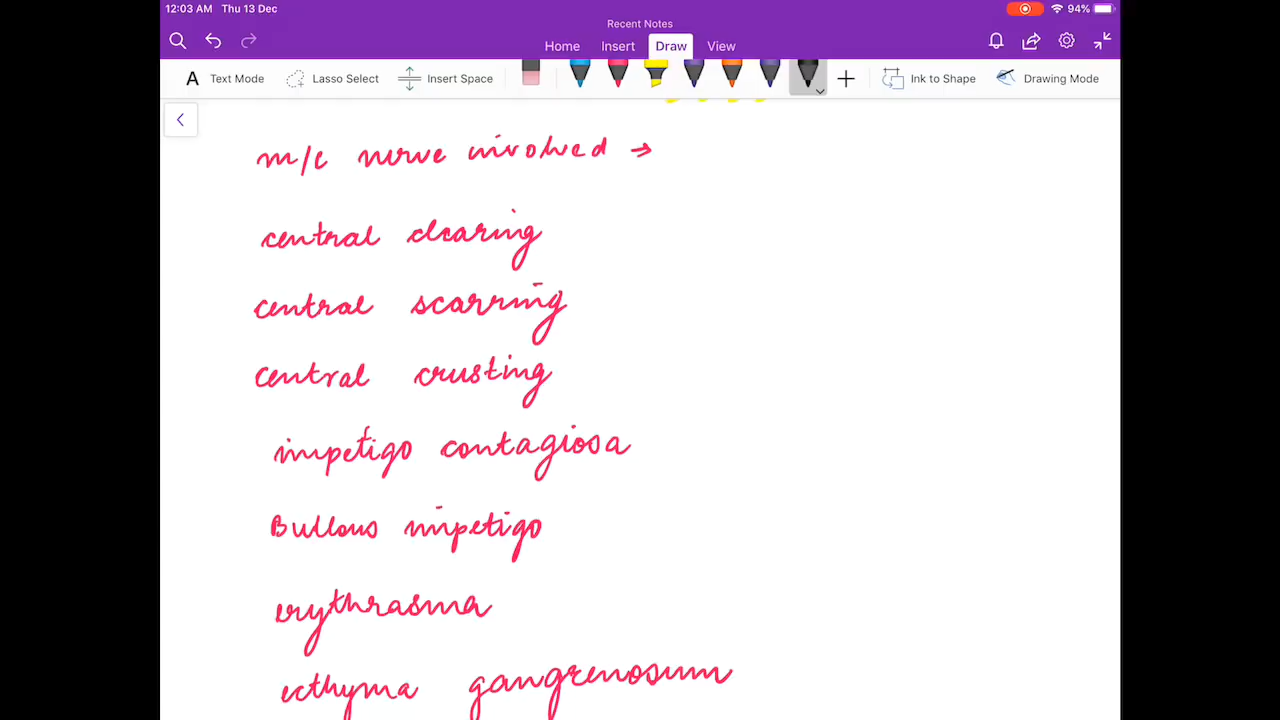 12:03 AM Thu 13 Dec 94%
Recent Notes
Home Insert Draw View
A Text Mode Lasso Select Insert Space Ink to Shape Drawing Mode
m/c nerve involved →
central clearing
central scarring
central crusting
impetigo contagiosa
Bullous impetigo
erythrasma
ecthyma gangrenosum